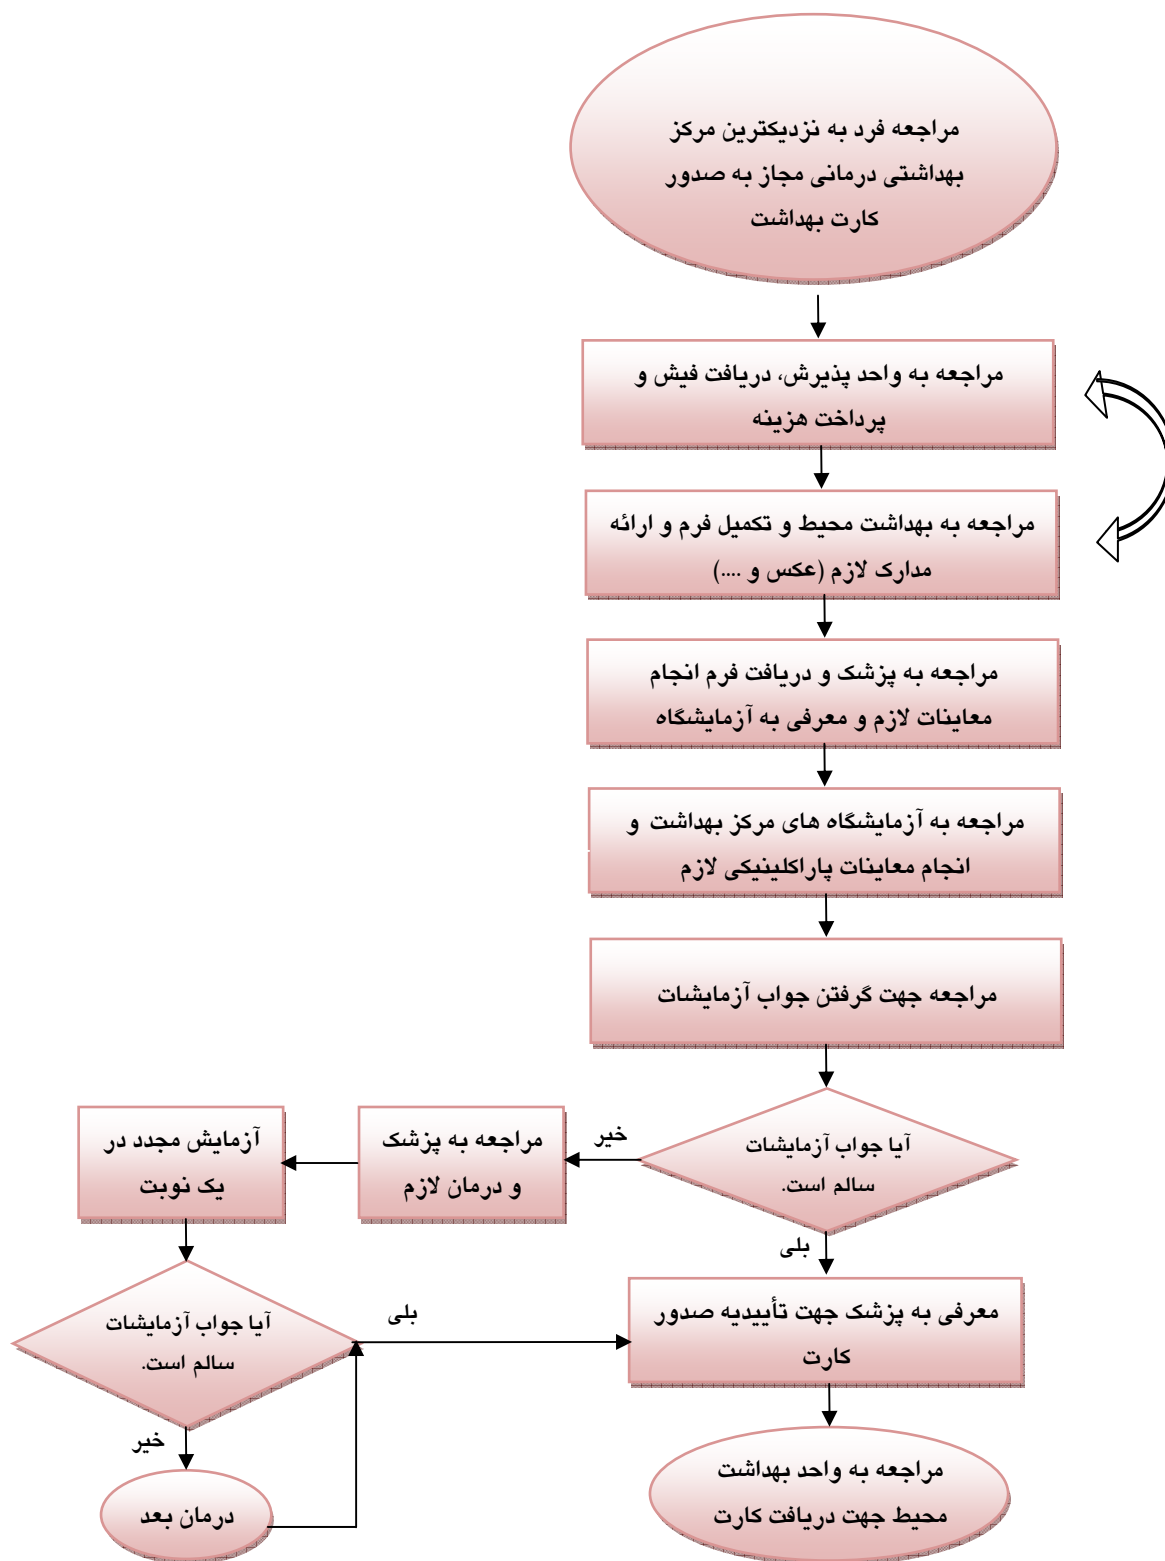 مراجعه فرد به نزدیکترین مرکز
بهداشتی درمانی مجاز به صدور
کارت بهداشت
مراجعه به واحد پذیرش، دریافت فیش و
پرداخت هزینه
مراجعه به بهداشت محیط و تکمیل فرم و ارائه
مدارک لازم (عکس و ....)
مراجعه به پزشک و دریافت فرم انجام
معاینات لازم و معرفی به آزمایشگاه
مراجعه به آزمایشگاه های مرکز بهداشت و
انجام معاینات پاراکلینیکی لازم
مراجعه جهت گرفتن جواب آزمایشات
آیا جواب آزمایشات
سالم است.
خیر
مراجعه به پزشک
و درمان لازم
آزمایش مجدد در
یک نوبت
بلی
آیا جواب آزمایشات
سالم است.
بلی
معرفی به پزشک جهت تأییدیه صدور
کارت
خیر
درمان بعد
مراجعه به واحد بهداشت
محیط جهت دریافت کارت